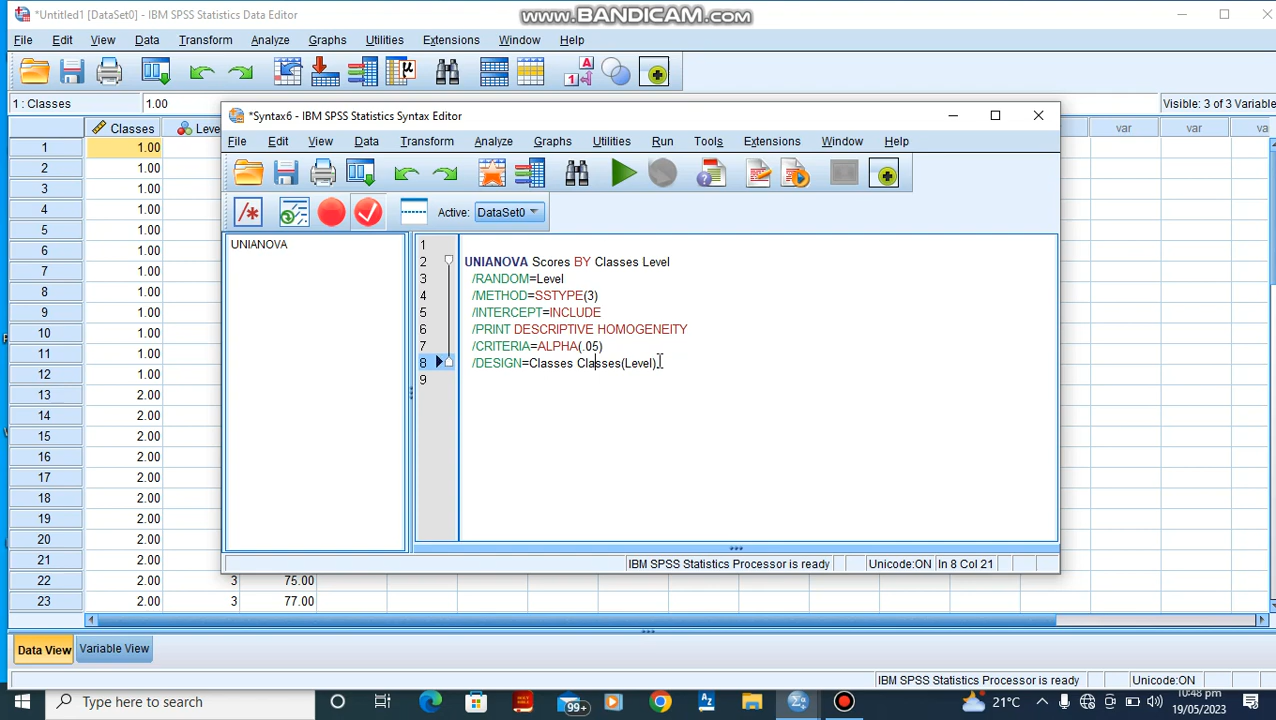 *Untitled1 [DataSet0] - IBM SPSS Statistics Data Editor
www.BANDICAM.com
File Edit View Data Transform Analyze Graphs Utilities Extensions Window Help
1 : Classes 1.00 Visible: 3 of 3 Variable
Classes Leve var var va
*Syntax6 - IBM SPSS Statistics Syntax Editor
File Edit View Data Transform Analyze Graphs Utilities Run Tools Extensions Window Help
Active: DataSet0
UNIANOVA
1
2 UNIANOVA Scores BY Classes Level
3 /RANDOM=Level
4 /METHOD=SSTYPE(3)
5 /INTERCEPT=INCLUDE
6 /PRINT DESCRIPTIVE HOMOGENEITY
7 /CRITERIA=ALPHA(.05)
8 /DESIGN=Classes Classes(Level)
9
IBM SPSS Statistics Processor is ready Unicode:ON In 8 Col 21
1 1.00
2 1.00
3 1.00
4 1.00
5 1.00
6 1.00
7 1.00
8 1.00
9 1.00
10 1.00
11 1.00
12 1.00
13 2.00
14 2.00
15 2.00
16 2.00
17 2.00
18 2.00
19 2.00
20 2.00
21 2.00
22 2.00 3 75.00
23 2.00 3 77.00
Data View Variable View
IBM SPSS Statistics Processor is ready Unicode:ON
Type here to search 99+ 21°C 10:48 pm
19/05/2023